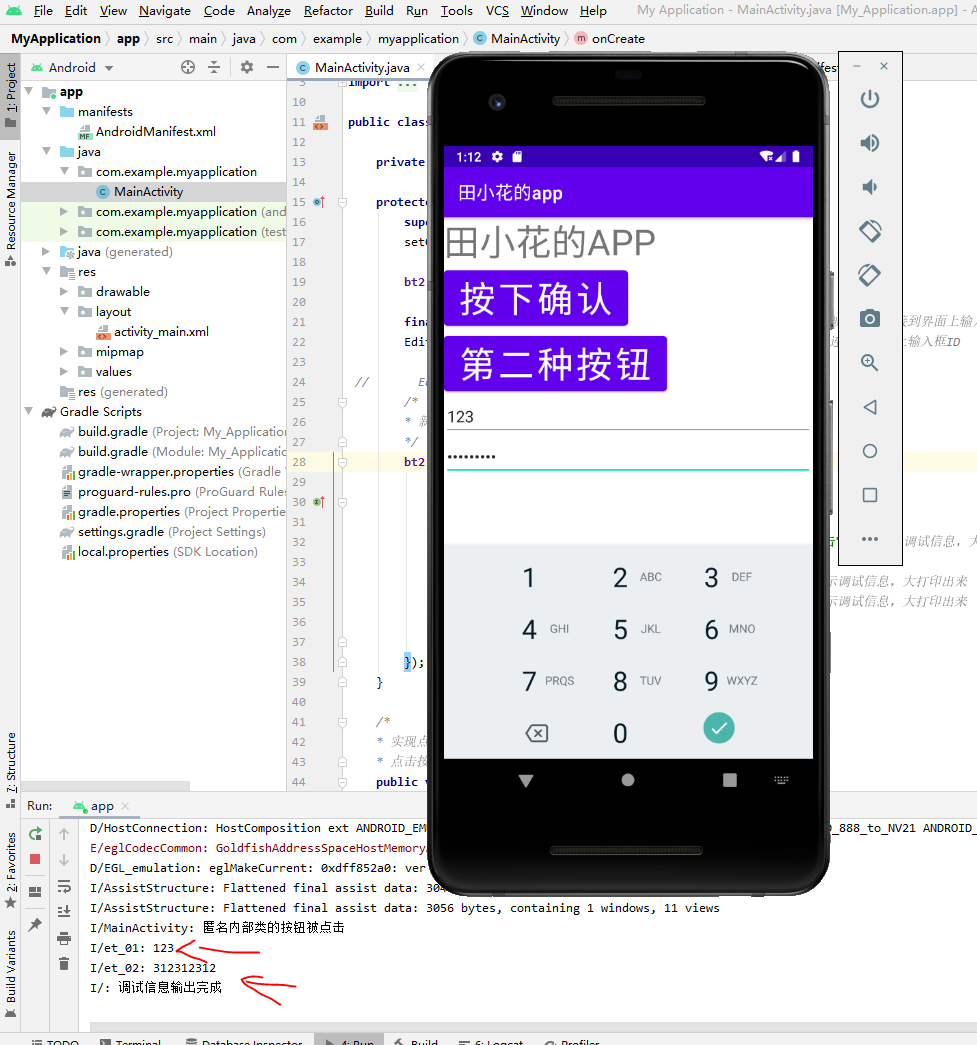 File Edit View Navigate Code Analyze Refactor Build Run Tools VCS Window Help My Application - MainActivity.java [My_Application.app] - A
MyApplication app src main java com example myapplication MainActivity onCreate
1: Project
Resource Manager
Z: Structure
2: Favorites
Build Variants
Android
app
manifests
AndroidManifest.xml
java
com.example.myapplication
MainActivity
com.example.myapplication (and
com.example.myapplication (test
java (generated)
res
drawable
layout
activity_main.xml
mipmap
values
res (generated)
Gradle Scripts
build.gradle (Project: My_Application
build.gradle (Module: My_Applicatio
gradle-wrapper.properties (Gradle
proguard-rules.pro (ProGuard Rules
gradle.properties (Project Propertie
settings.gradle (Project Settings)
local.properties (SDK Location)
MainActivity.java
3 import ...
10
11 public clas
12
13 private
14
15 protecte
16 supe
17 set
18
19 bt2
20
21 fina 到界面上输
22 Edit 输入框ID
23
24 // E
25 /*
26 *
27 */
28 bt2
29
30
31
32 调试信息，大
33
34 示调试信息，大打印出来
35 示调试信息，大打印出来
36
37
38 });
39 }
40
41 /*
42 * 实现点
43 * 点击按
44 public v
1:12
田小花的app
田小花的APP
按下确认
第二种按钮
123
•••••••••
1 2 ABC 3 DEF
4 GHI 5 JKL 6 MNO
7 PRQS 8 TUV 9 WXYZ
0
Run: app
D/HostConnection: HostComposition ext ANDROID_EM 0_888_to_NV21 ANDROID_
E/eglCodecCommon: GoldfishAddressSpaceHostMemory
D/EGL_emulation: eglMakeCurrent: 0xdff852a0: ver
I/AssistStructure: Flattened final assist data: 304
I/AssistStructure: Flattened final assist data: 3056 bytes, containing 1 windows, 11 views
I/MainActivity: 匿名内部类的按钮被点击
I/et_01: 123
I/et_02: 312312312
I/: 调试信息输出完成
TODO Terminal Database Inspector 4: Run Build 6: Logcat Profiler